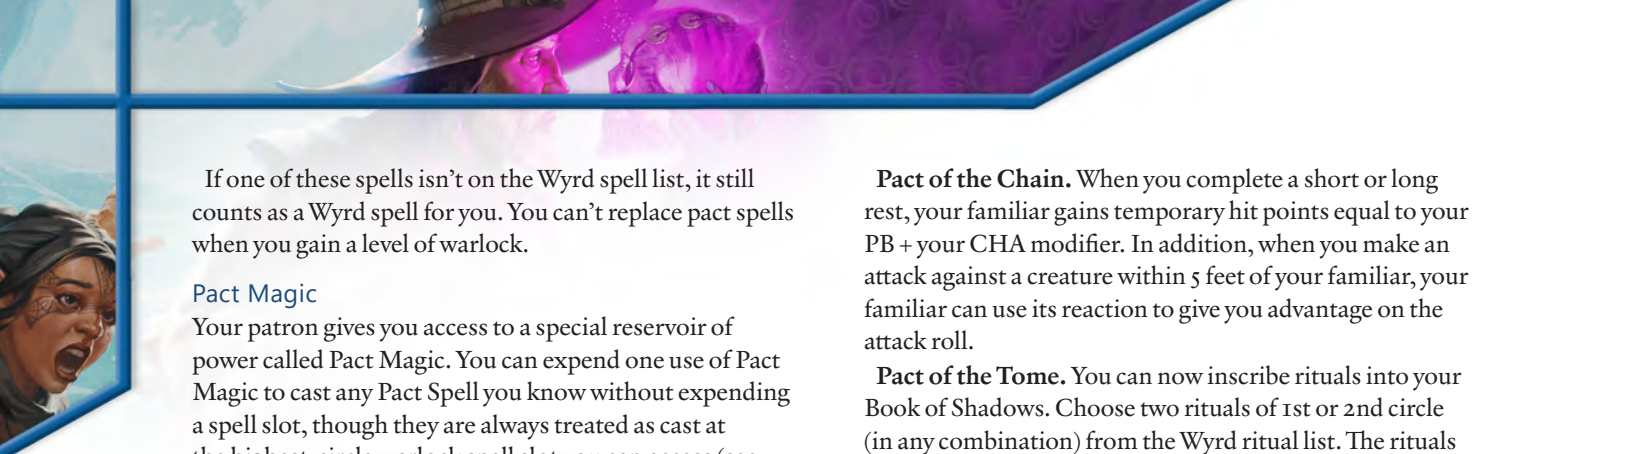 If one of these spells isn’t on the Wyrd spell list, it still
counts as a Wyrd spell for you. You can’t replace pact spells
when you gain a level of warlock.
Pact Magic
Your patron gives you access to a special reservoir of
power called Pact Magic. You can expend one use of Pact
Magic to cast any Pact Spell you know without expending
a spell slot, though they are always treated as cast at
Pact of the Chain. When you complete a short or long
rest, your familiar gains temporary hit points equal to your
PB + your CHA modifier. In addition, when you make an
attack against a creature within 5 feet of your familiar, your
familiar can use its reaction to give you advantage on the
attack roll.
Pact of the Tome. You can now inscribe rituals into your
Book of Shadows. Choose two rituals of 1st or 2nd circle
(in any combination) from the Wyrd ritual list. The rituals